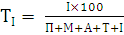 T_I = I×100 / П+М+А+Т+I